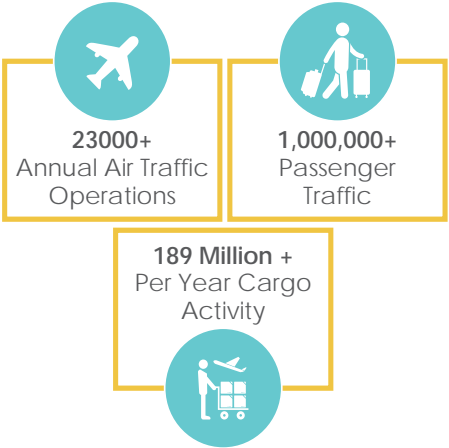 23000+
Annual Air Traffic
Operations
1,000,000+
Passenger
Traffic
189 Million +
Per Year Cargo
Activity